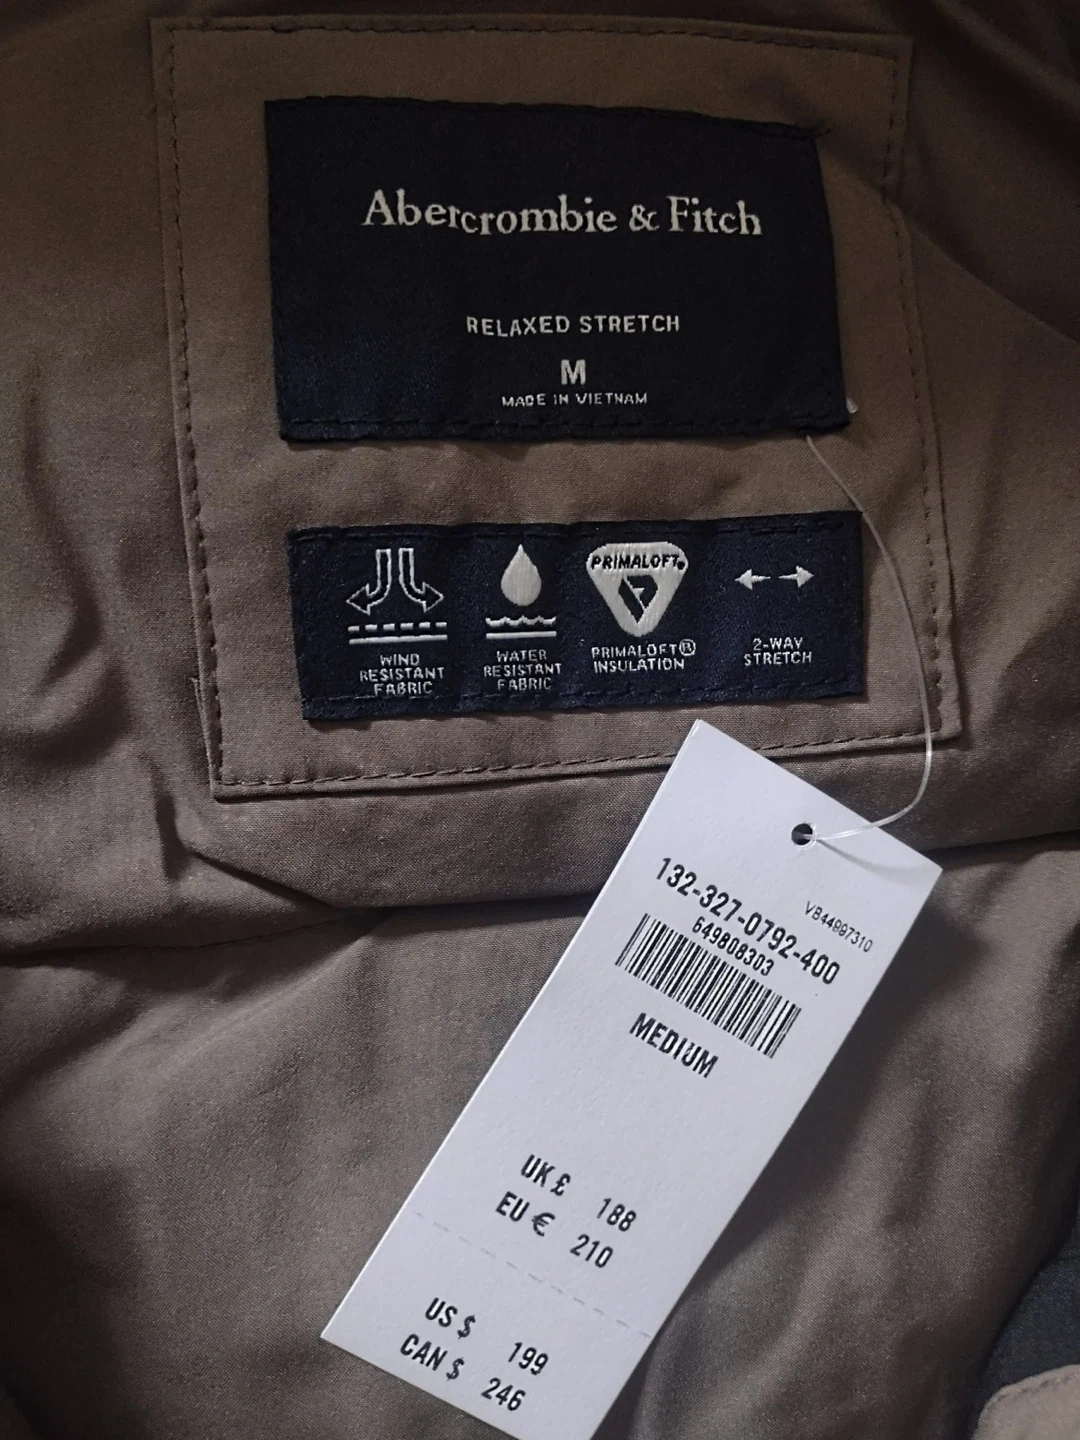 Abercrombie & Fitch
RELAXED STRETCH
M
MADE IN VIETNAM
PRIMALOFT®
WIND
RESISTANT
FABRIC
WATER
RESISTANT
FABRIC
PRIMALOFT®
INSULATION
2-WAY
STRETCH
132-327-0792-400
VB44997310
649808303
MEDIUM
UK £ 188
EU € 210
US $ 199
CAN $ 246